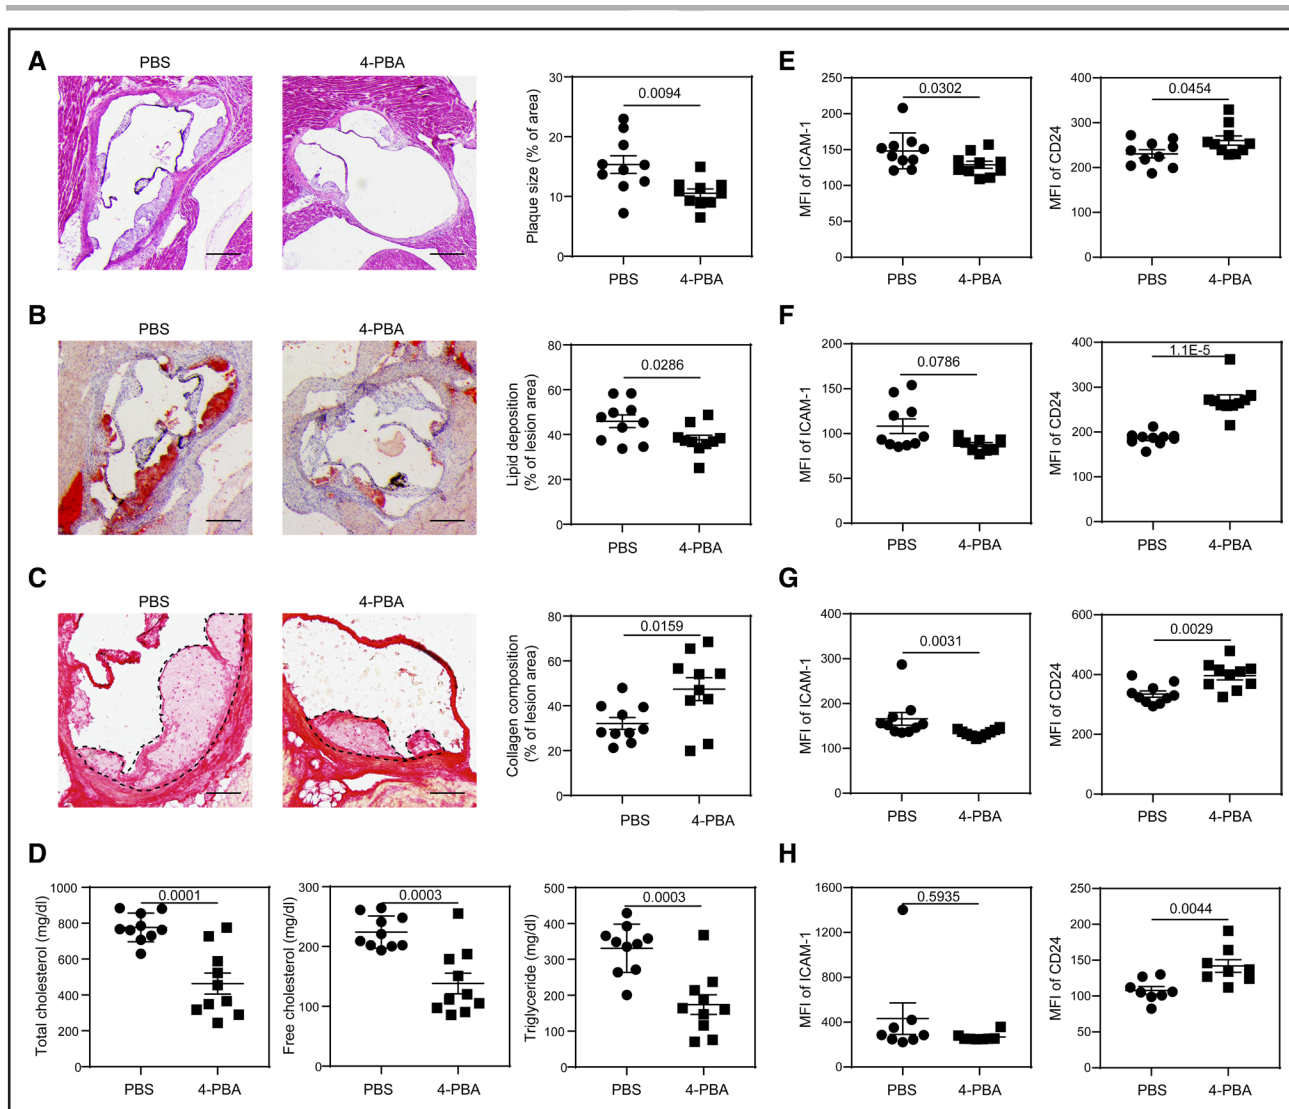 A
PBS
4-PBA
Plaque size (% of area)
30
20
10
0
0.0094
PBS
4-PBA
B
PBS
4-PBA
Lipid deposition
(% of lesion area)
80
60
40
20
0
0.0286
PBS
4-PBA
C
PBS
4-PBA
Collagen composition
(% of lesion area)
80
60
40
20
0
0.0159
PBS
4-PBA
D
Total cholesterol (mg/dl)
1000
800
600
400
200
0
0.0001
PBS
4-PBA
Free cholesterol (mg/dl)
300
200
100
0
0.0003
PBS
4-PBA
Triglyceride (mg/dl)
500
400
300
200
100
0
0.0003
PBS
4-PBA
E
MFI of ICAM-1
250
200
150
100
50
0
0.0302
PBS
4-PBA
MFI of CD24
400
300
200
100
0
0.0454
PBS
4-PBA
F
MFI of ICAM-1
200
150
100
50
0
0.0786
PBS
4-PBA
MFI of CD24
400
300
200
100
0
1.1E-5
PBS
4-PBA
G
MFI of ICAM-1
400
300
200
100
0
0.0031
PBS
4-PBA
MFI of CD24
600
400
200
0
0.0029
PBS
4-PBA
H
MFI of ICAM-1
1600
1200
800
400
0
0.5935
PBS
4-PBA
MFI of CD24
250
200
150
100
50
0
0.0044
PBS
4-PBA